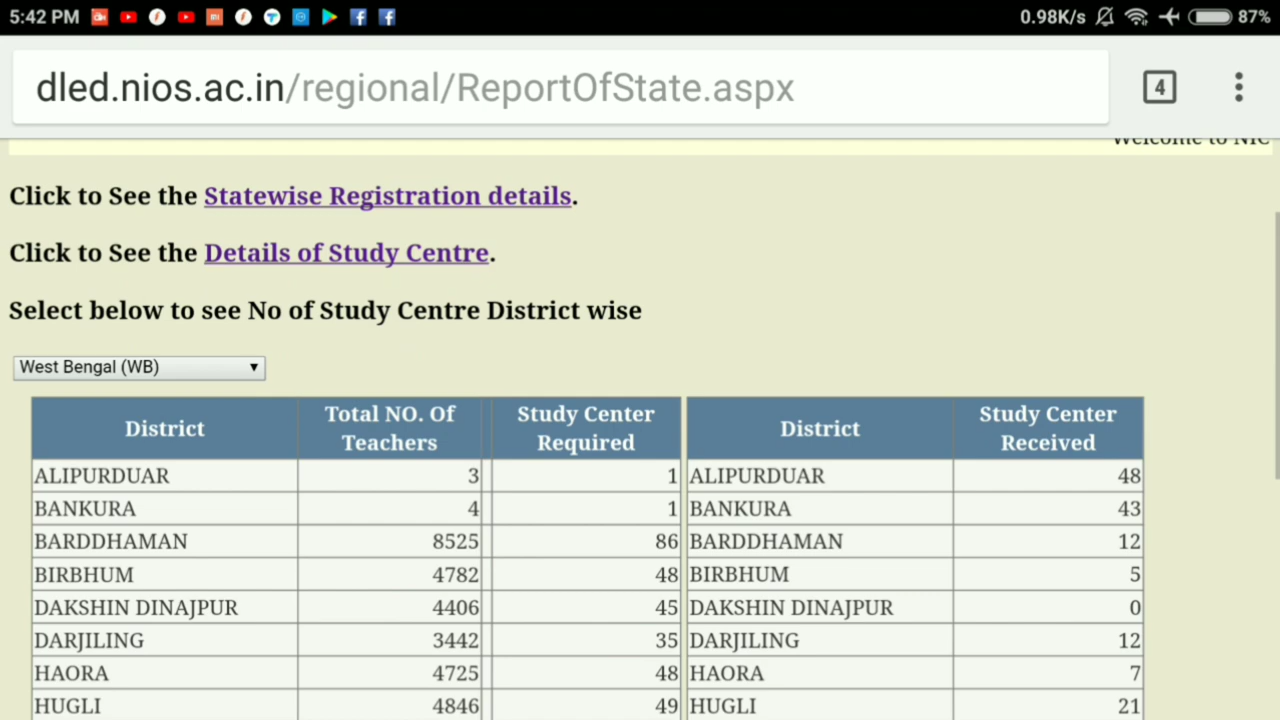 5:42 PM
0.98K/s
87%
dled.nios.ac.in/regional/ReportOfState.aspx
4
Welcome to NIC
Click to See the Statewise Registration details.
Click to See the Details of Study Centre.
Select below to see No of Study Centre District wise
West Bengal (WB)
District Total NO. Of Teachers Study Center Required District Study Center Received
ALIPURDUAR 3 1 ALIPURDUAR 48
BANKURA 4 1 BANKURA 43
BARDDHAMAN 8525 86 BARDDHAMAN 12
BIRBHUM 4782 48 BIRBHUM 5
DAKSHIN DINAJPUR 4406 45 DAKSHIN DINAJPUR 0
DARJILING 3442 35 DARJILING 12
HAORA 4725 48 HAORA 7
HUGLI 4846 49 HUGLI 21